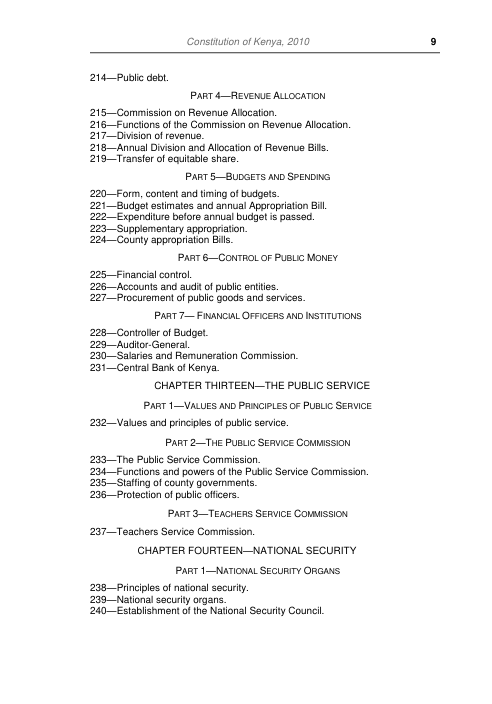 Constitution of Kenya, 2010 9
214—Public debt.
PART 4—REVENUE ALLOCATION
215—Commission on Revenue Allocation.
216—Functions of the Commission on Revenue Allocation.
217—Division of revenue.
218—Annual Division and Allocation of Revenue Bills.
219—Transfer of equitable share.
PART 5—BUDGETS AND SPENDING
220—Form, content and timing of budgets.
221—Budget estimates and annual Appropriation Bill.
222—Expenditure before annual budget is passed.
223—Supplementary appropriation.
224—County appropriation Bills.
PART 6—CONTROL OF PUBLIC MONEY
225—Financial control.
226—Accounts and audit of public entities.
227—Procurement of public goods and services.
PART 7— FINANCIAL OFFICERS AND INSTITUTIONS
228—Controller of Budget.
229—Auditor-General.
230—Salaries and Remuneration Commission.
231—Central Bank of Kenya.
CHAPTER THIRTEEN—THE PUBLIC SERVICE
PART 1—VALUES AND PRINCIPLES OF PUBLIC SERVICE
232—Values and principles of public service.
PART 2—THE PUBLIC SERVICE COMMISSION
233—The Public Service Commission.
234—Functions and powers of the Public Service Commission.
235—Staffing of county governments.
236—Protection of public officers.
PART 3—TEACHERS SERVICE COMMISSION
237—Teachers Service Commission.
CHAPTER FOURTEEN—NATIONAL SECURITY
PART 1—NATIONAL SECURITY ORGANS
238—Principles of national security.
239—National security organs.
240—Establishment of the National Security Council.